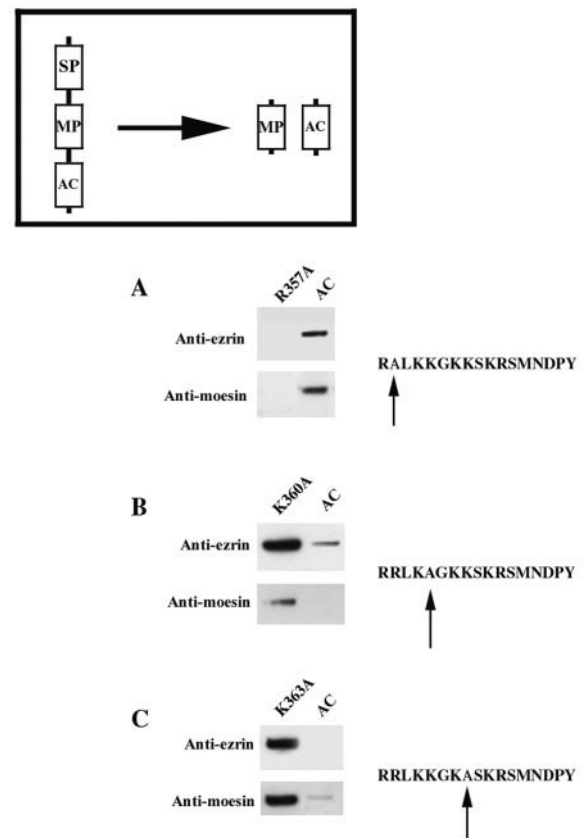 SP
MP
AC
MP AC
A
R357A AC
Anti-ezrin
Anti-moesin
RALKKGKKSKRSMNDPY
B
K360A AC
Anti-ezrin
Anti-moesin
RRLKAGKKSKRSMNDPY
C
K363A AC
Anti-ezrin
Anti-moesin
RRLKKGKASKRSMNDPY